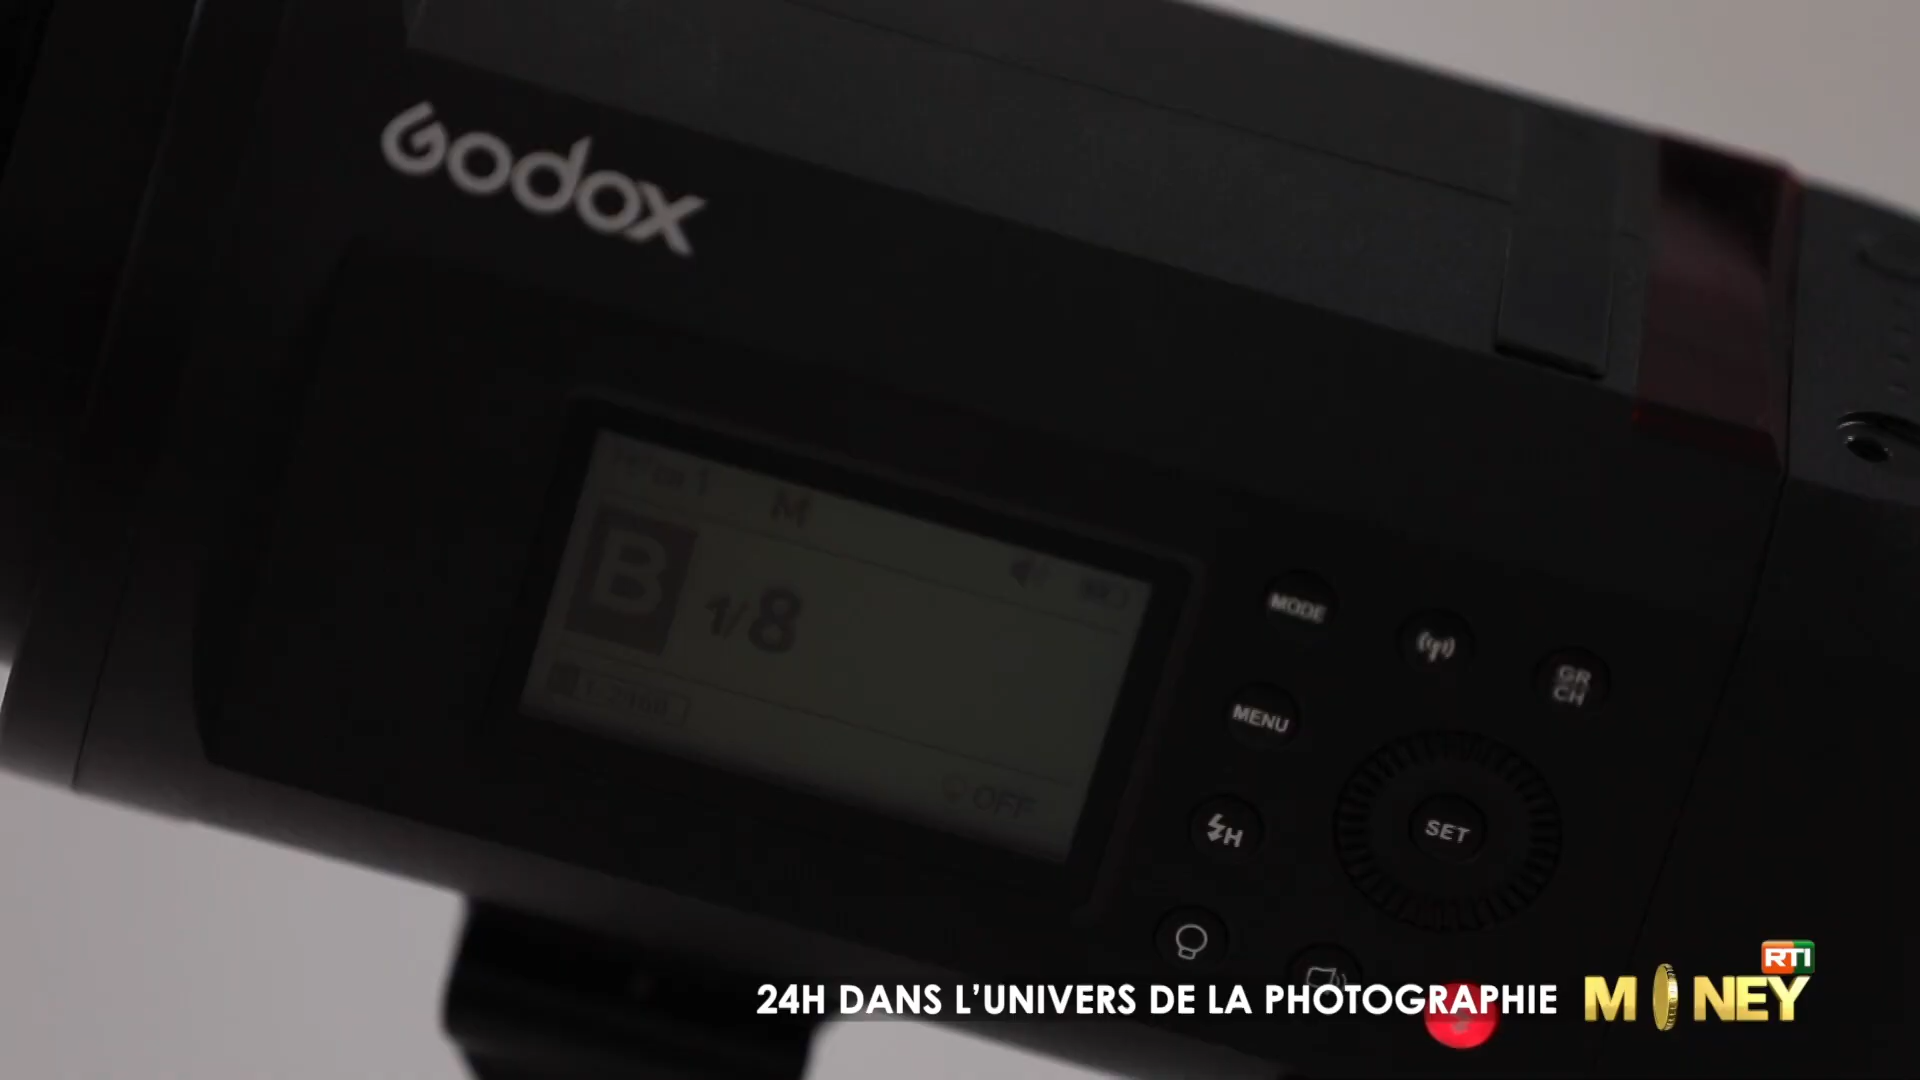 Godox
M
B 1/8
OFF
MODE
GR
CH
MENU
SET
H
24H DANS L'UNIVERS DE LA PHOTOGRAPHIE
RTI
MONEY